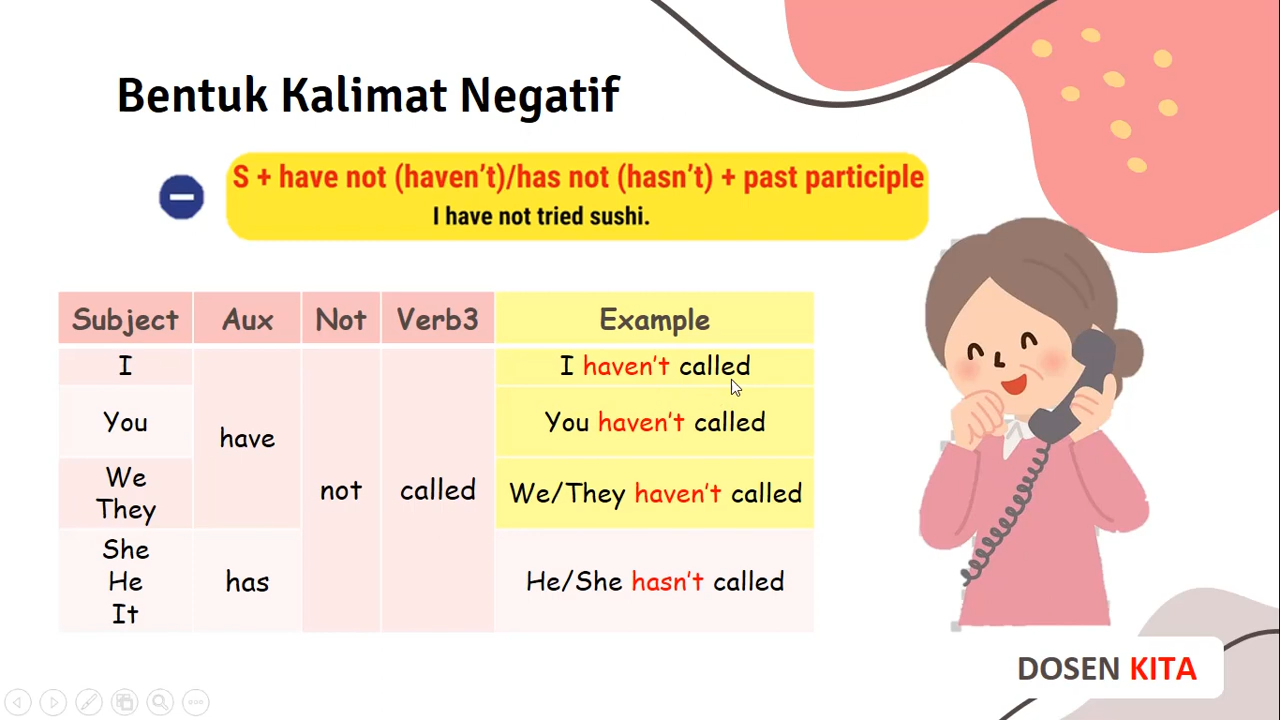 Bentuk Kalimat Negatif
S + have not (haven't)/has not (hasn't) + past participle
I have not tried sushi.
Subject Aux Not Verb3 Example
I have not called I haven't called
You You haven't called
We
They We/They haven't called
She
He
It has He/She hasn't called
DOSEN KITA